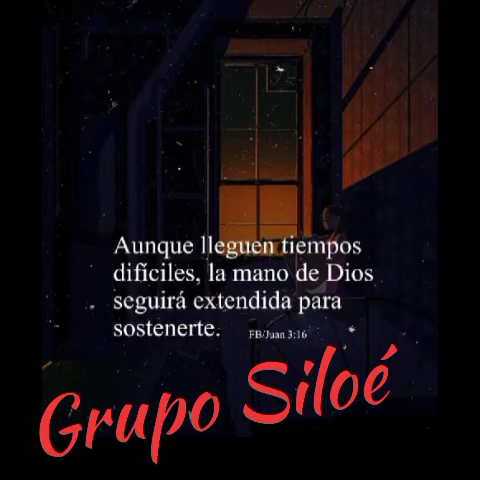 Aunque lleguen tiempos
difíciles, la mano de Dios
seguirá extendida para
sostenerte.
FB/Juan 3:16
Grupo Siloé